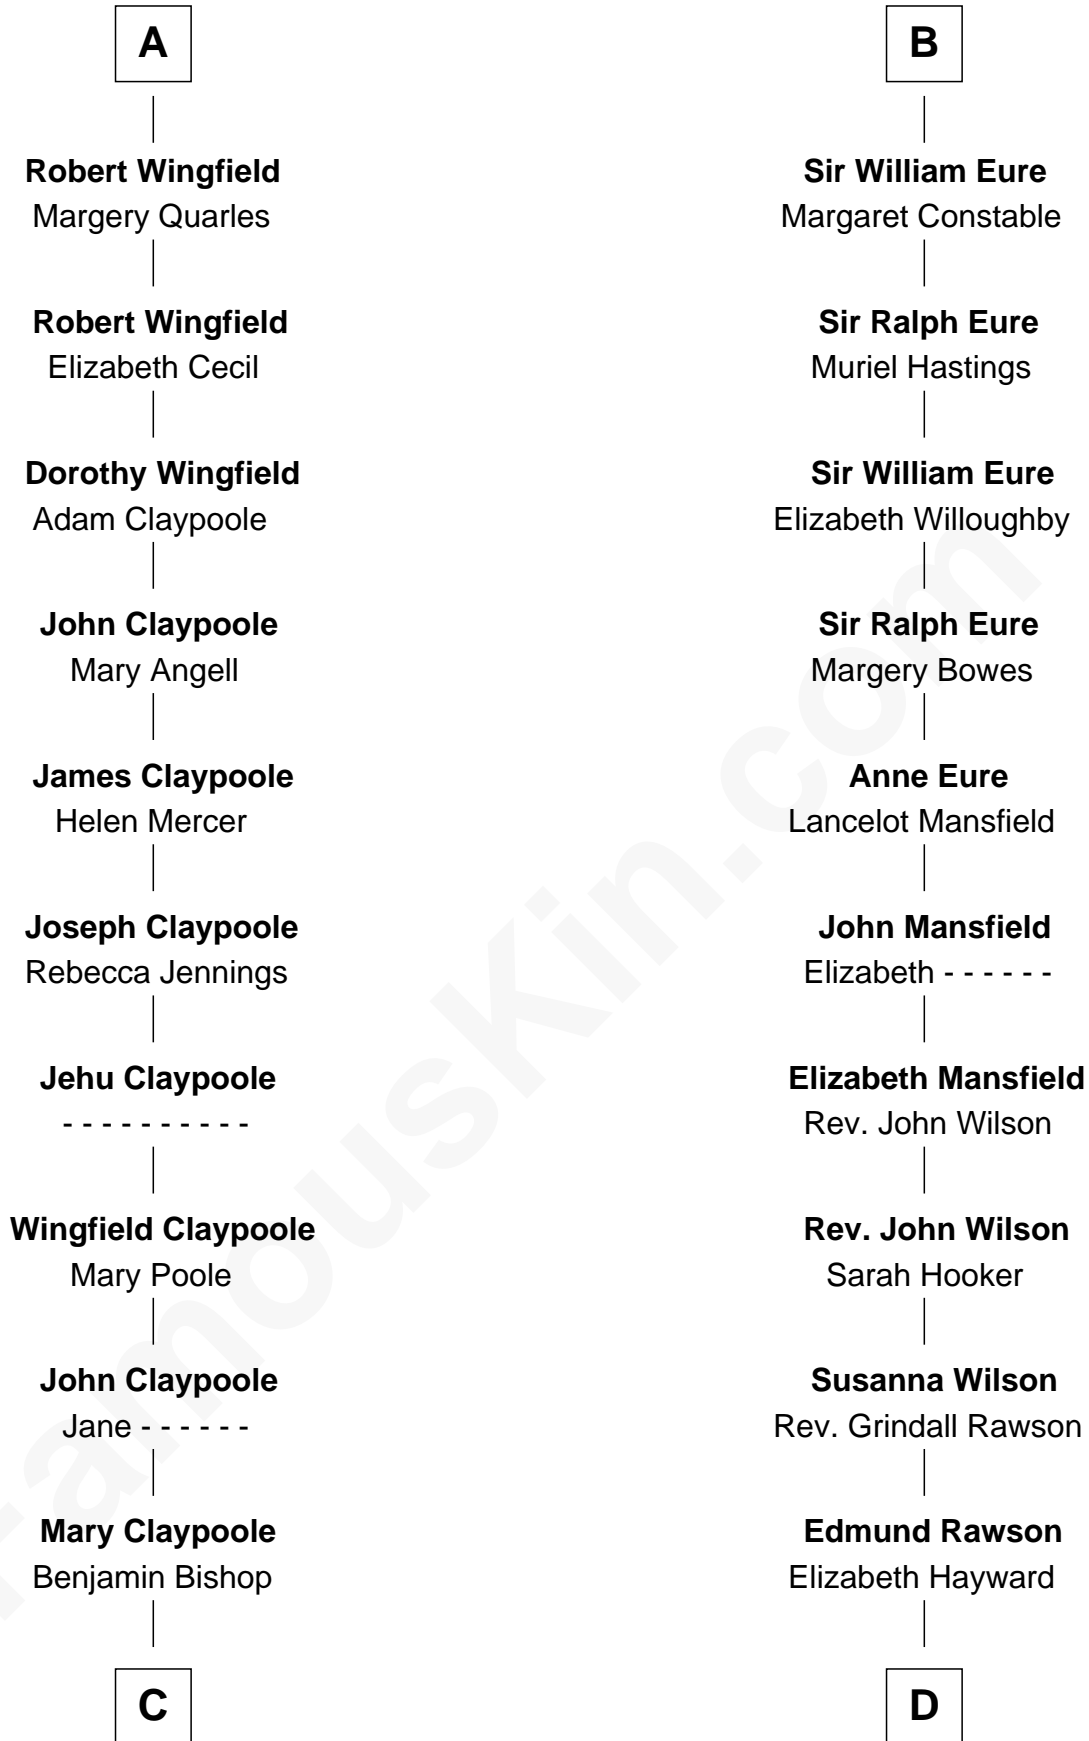 A
Robert Wingfield
Margery Quarles
Robert Wingfield
Elizabeth Cecil
Dorothy Wingfield
Adam Claypoole
John Claypoole
Mary Angell
James Claypoole
Helen Mercer
Joseph Claypoole
Rebecca Jennings
Jehu Claypoole
- - - - - - - - - -
Wingfield Claypoole
Mary Poole
John Claypoole
Jane - - - - - -
Mary Claypoole
Benjamin Bishop
C
B
Sir William Eure
Margaret Constable
Sir Ralph Eure
Muriel Hastings
Sir William Eure
Elizabeth Willoughby
Sir Ralph Eure
Margery Bowes
Anne Eure
Lancelot Mansfield
John Mansfield
Elizabeth - - - - - -
Elizabeth Mansfield
Rev. John Wilson
Rev. John Wilson
Sarah Hooker
Susanna Wilson
Rev. Grindall Rawson
Edmund Rawson
Elizabeth Hayward
D
FamousKin.com